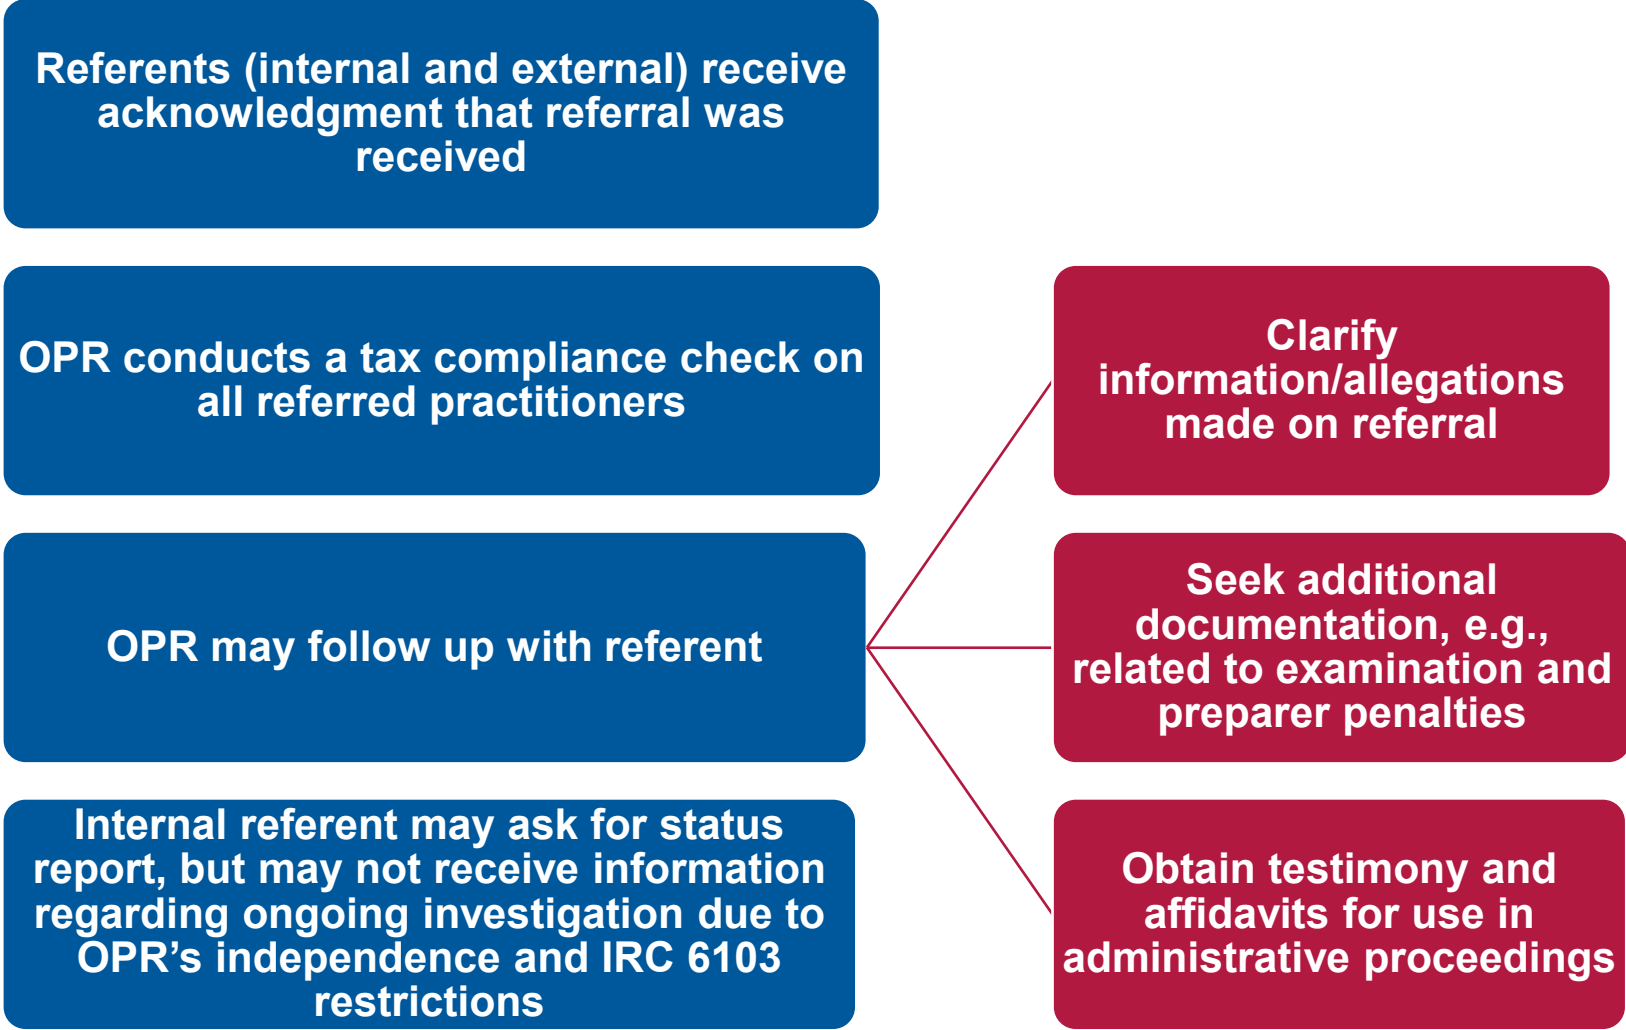 Referents (internal and external) receive
acknowledgment that referral was
received
OPR conducts a tax compliance check on
all referred practitioners
OPR may follow up with referent
Clarify
information/allegations
made on referral
Seek additional
documentation, e.g.,
related to examination and
preparer penalties
Obtain testimony and
affidavits for use in
administrative proceedings
Internal referent may ask for status
report, but may not receive information
regarding ongoing investigation due to
OPR’s independence and IRC 6103
restrictions